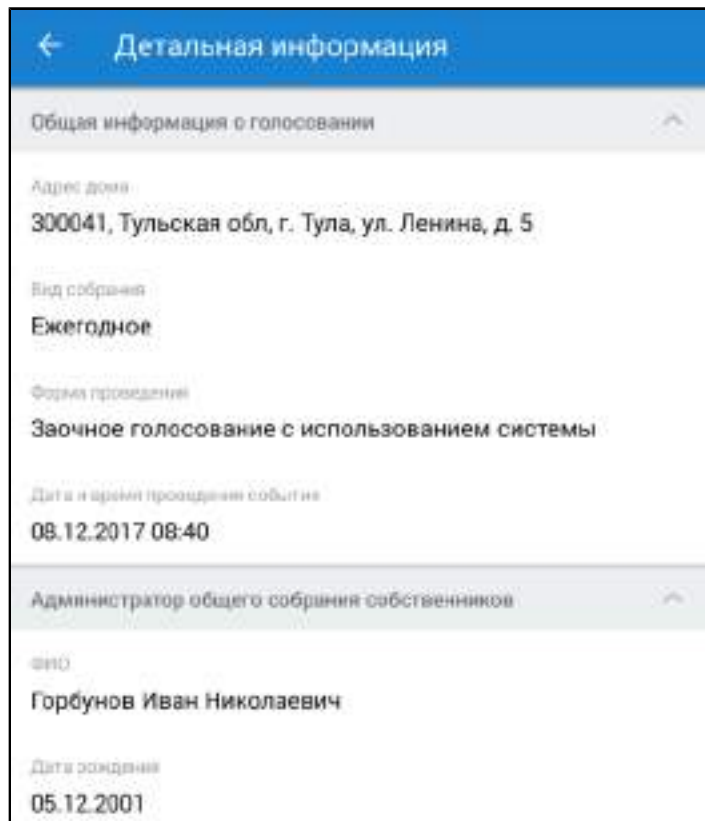 Детальная информация
Общая информация о голосовании
Адрес дома
300041, Тульская обл, г. Тула, ул. Ленина, д. 5
Вид собрания
Ежегодное
Форма проведения
Заочное голосование с использованием системы
Дата и время проведения события
08.12.2017 08:40
Администратор общего собрания собственников
ФИО
Горбунов Иван Николаевич
Дата рождения
05.12.2001